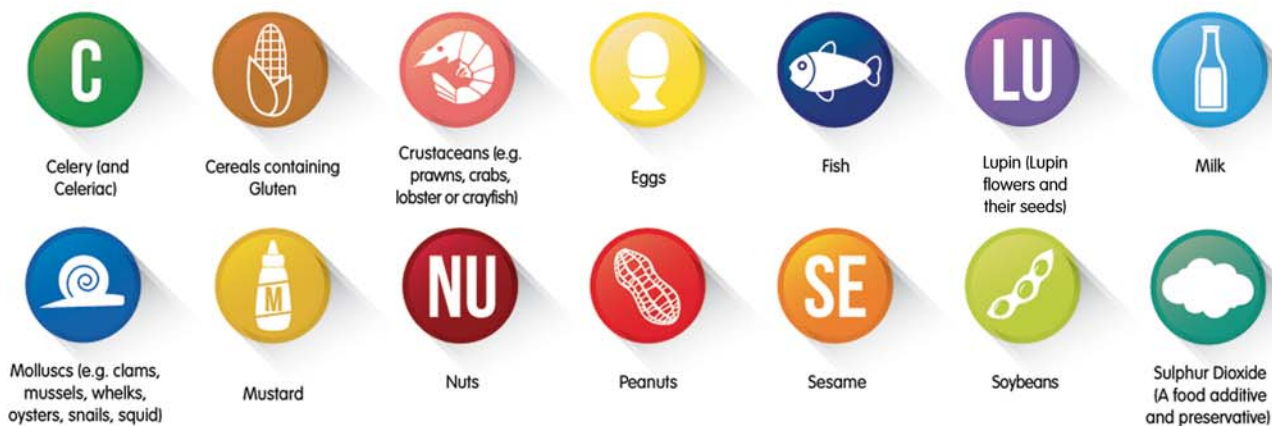 C
LU
Celery (and
Celeriac)
Cereals containing
Gluten
Crustaceans (e.g.
prawns, crabs,
lobster or crayfish)
Eggs
Fish
Lupin (Lupin
flowers and
their seeds)
Milk
M
NU
SE
Molluscs (e.g. clams,
mussels, whelks,
oysters, snails, squid)
Mustard
Nuts
Peanuts
Sesame
Soybeans
Sulphur Dioxide
(A food additive
and preservative)